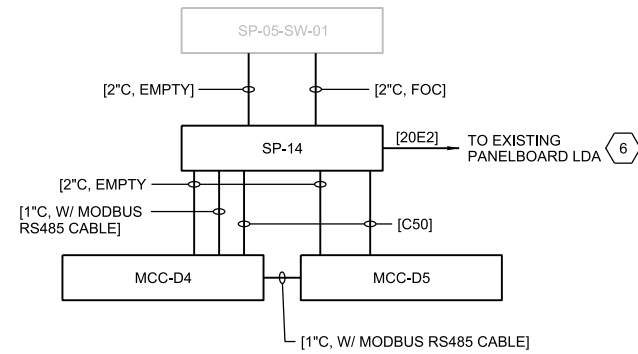 SP-05-SW-01
[2"C, EMPTY]
[2"C, FOC]
SP-14
[20E2]
TO EXISTING
PANELBOARD LDA
6
[2"C, EMPTY
[1"C, W/ MODBUS
RS485 CABLE]
[C50]
MCC-D4
MCC-D5
[1"C, W/ MODBUS RS485 CABLE]